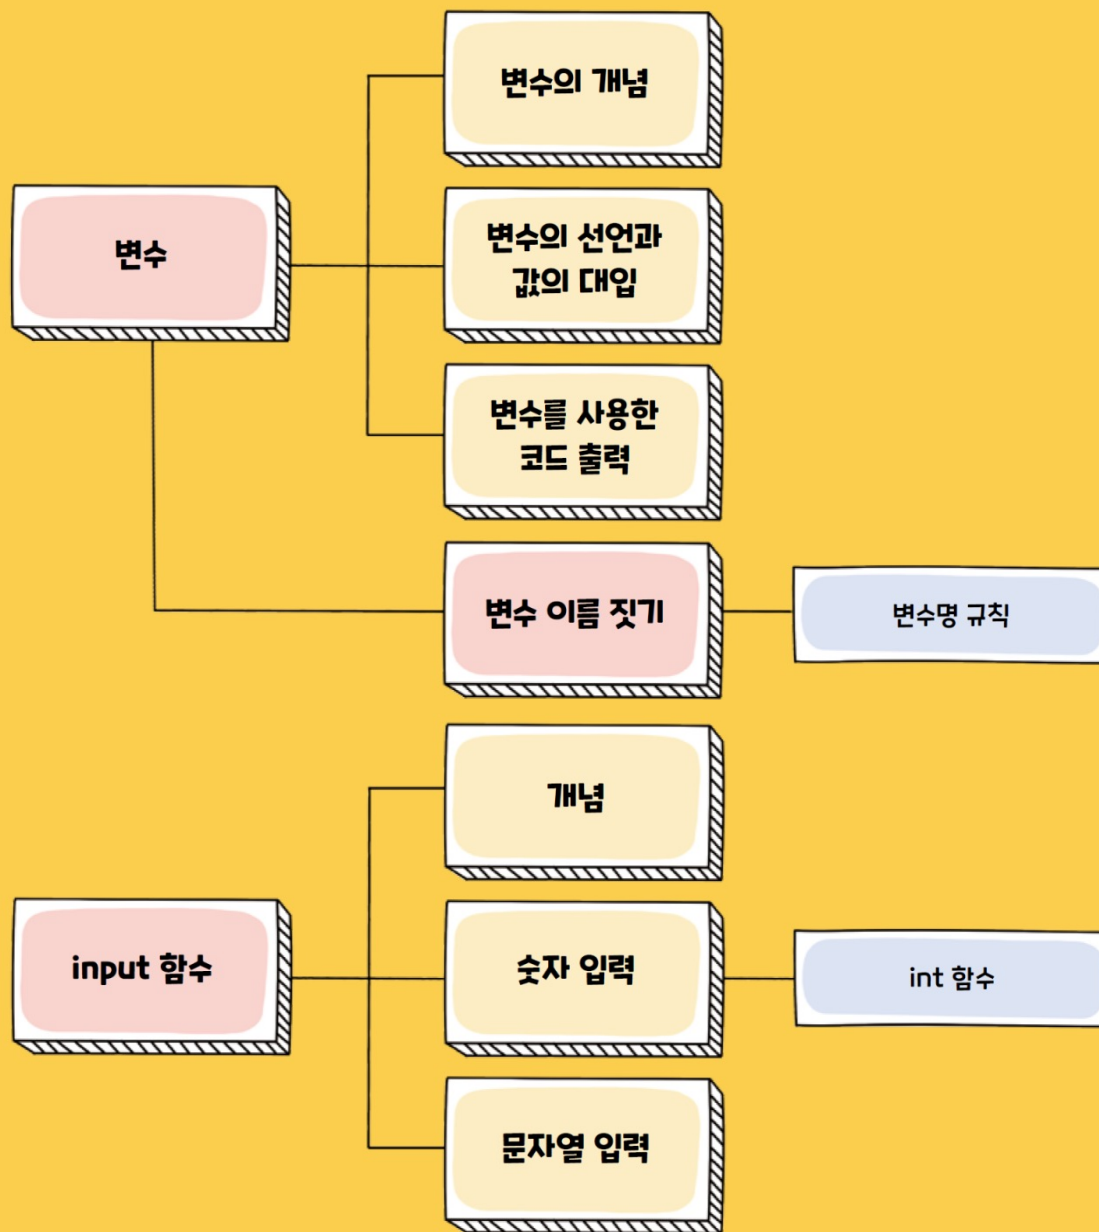 변수의 개념
변수
변수의 선언과
값의 대입
변수를 사용한
코드 출력
변수 이름 짓기
변수명 규칙
개념
input 함수
숫자 입력
int 함수
문자열 입력